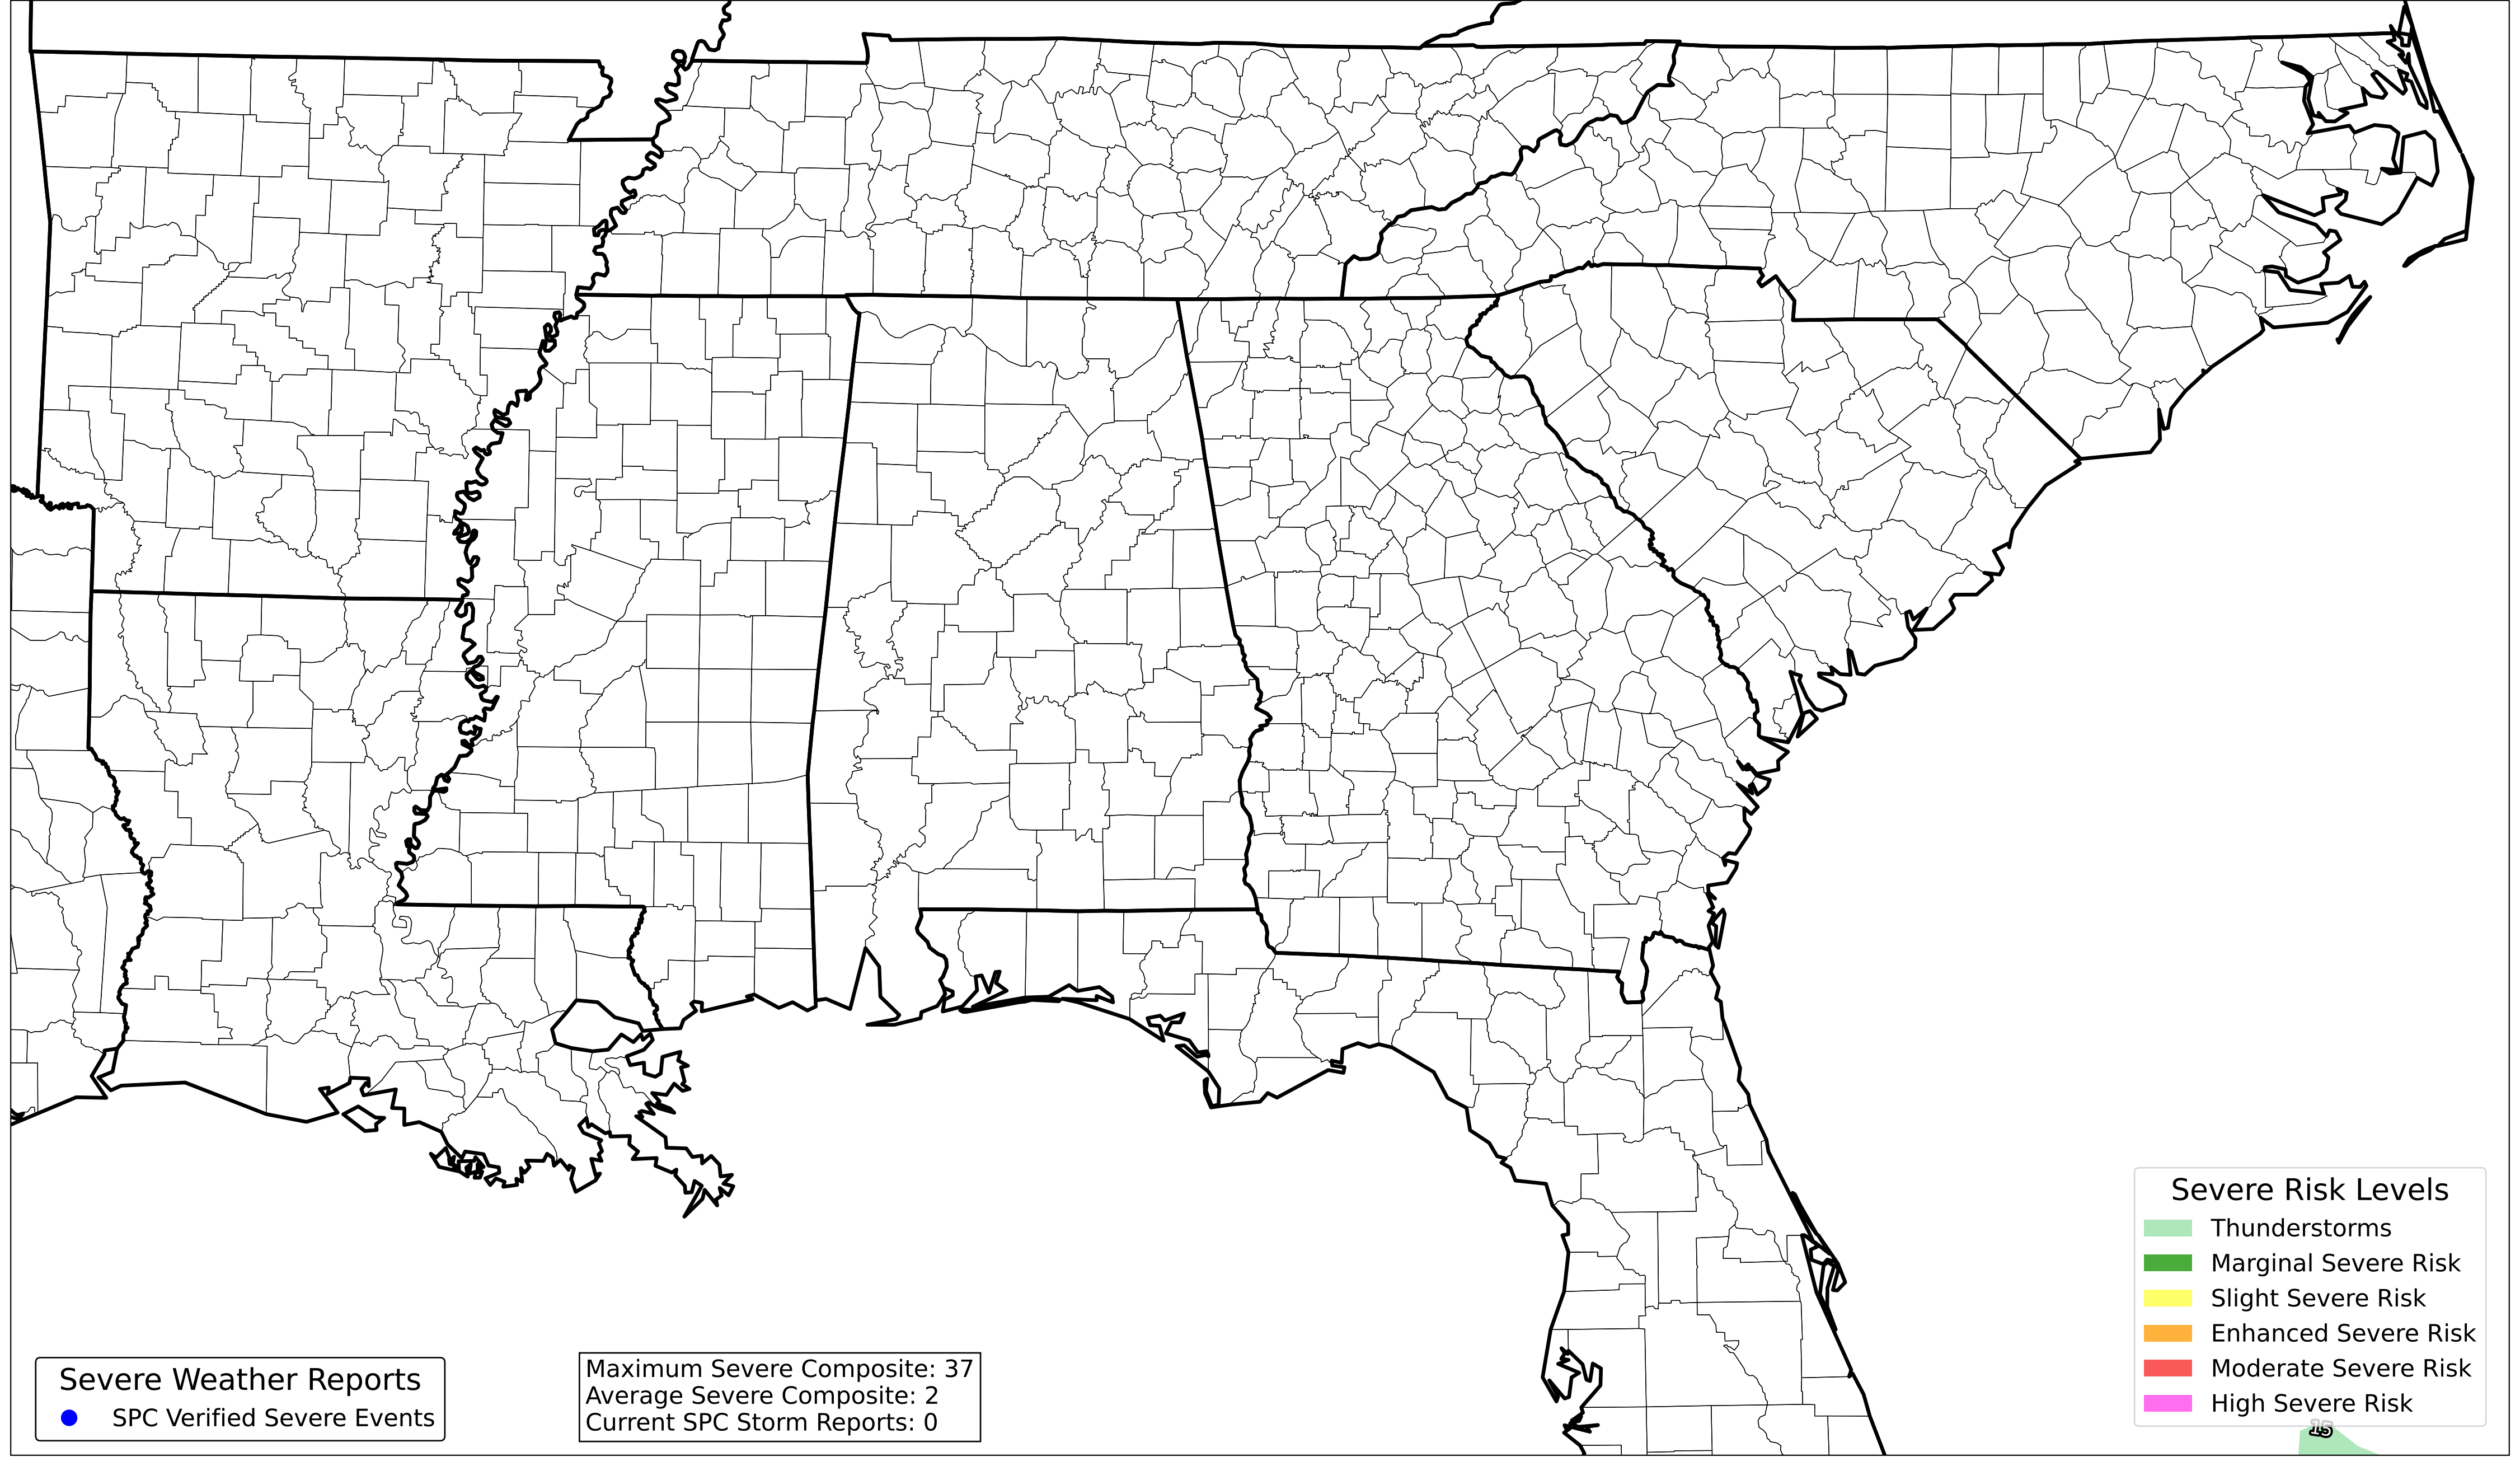 Severe Risk Levels
Thunderstorms
Marginal Severe Risk
Slight Severe Risk
Enhanced Severe Risk
Moderate Severe Risk
High Severe Risk
15
Severe Weather Reports
SPC Verified Severe Events
Maximum Severe Composite: 37
Average Severe Composite: 2
Current SPC Storm Reports: 0